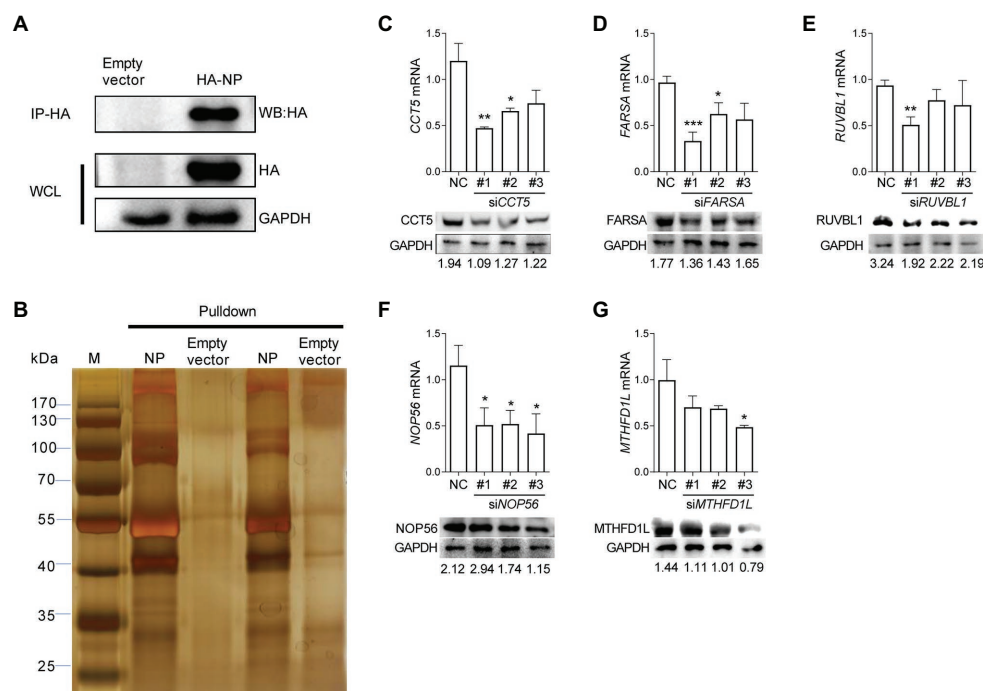 A
Empty
vector
HA-NP
IP-HA
WB:HA
WCL
HA
GAPDH
B
Pulldown
kDa
M
NP
Empty
vector
NP
Empty
vector
170
130
100
70
55
40
35
25
C
CCT5 mRNA
1.5
1.0
0.5
0.0
** *
NC #1 #2 #3
siCCT5
CCT5
GAPDH
1.94 1.09 1.27 1.22
D
FARSA mRNA
1.5
1.0
0.5
0.0
*** *
NC #1 #2 #3
siFARSA
FARSA
GAPDH
1.77 1.36 1.43 1.65
E
RUVBL1 mRNA
1.5
1.0
0.5
0.0
**
NC #1 #2 #3
siRUVBL1
RUVBL1
GAPDH
3.24 1.92 2.22 2.19
F
NOP56 mRNA
1.5
1.0
0.5
0.0
* * *
NC #1 #2 #3
siNOP56
NOP56
GAPDH
2.12 2.94 1.74 1.15
G
MTHFD1L mRNA
1.5
1.0
0.5
0.0
*
NC #1 #2 #3
siMTHFD1L
MTHFD1L
GAPDH
1.44 1.11 1.01 0.79